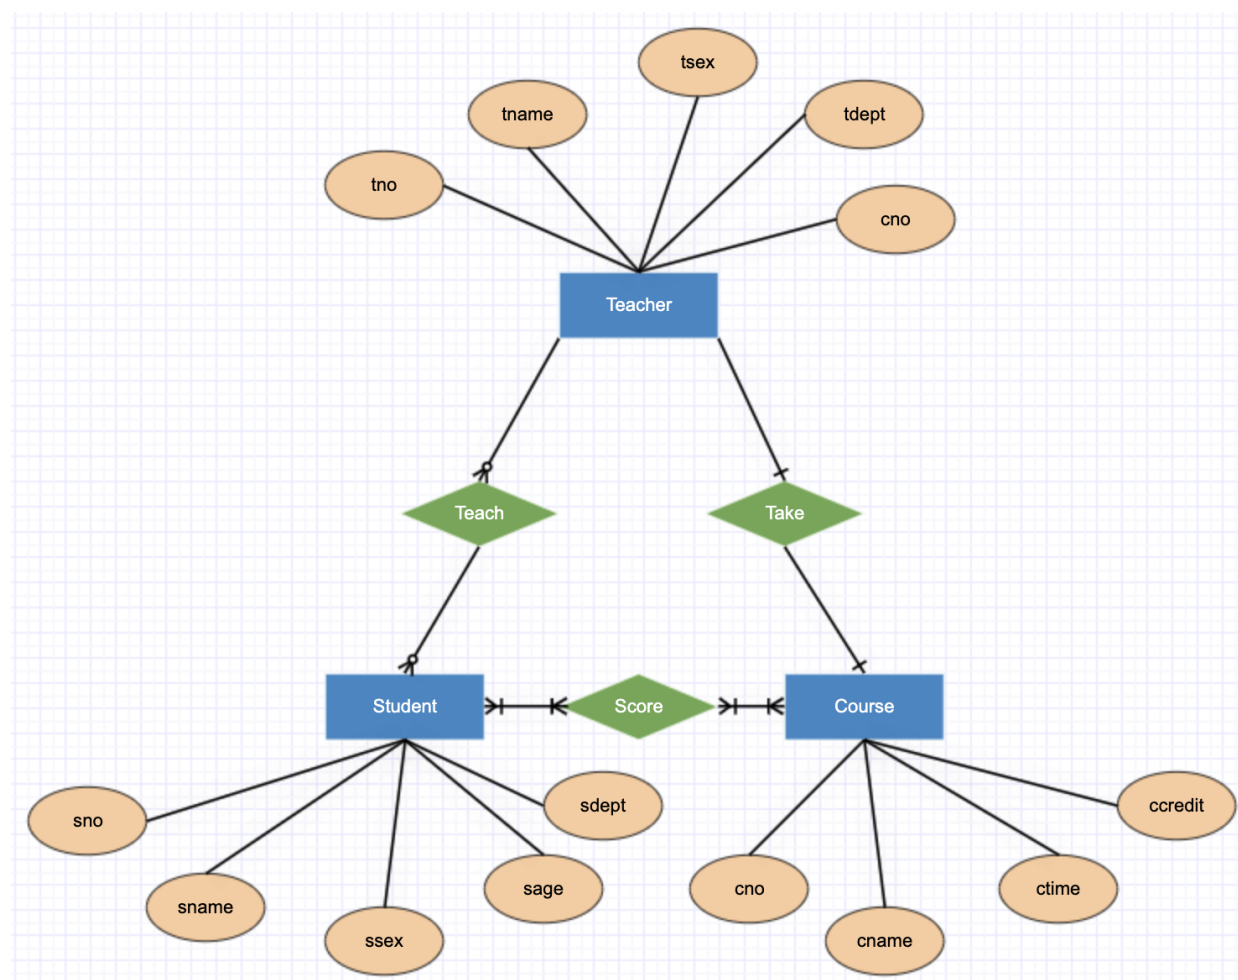 tsex
tname
tdept
tno
cno
Teacher
Teach
Take
Student
Score
Course
sdept
ccredit
sno
sage
cno
ctime
sname
ssex
cname